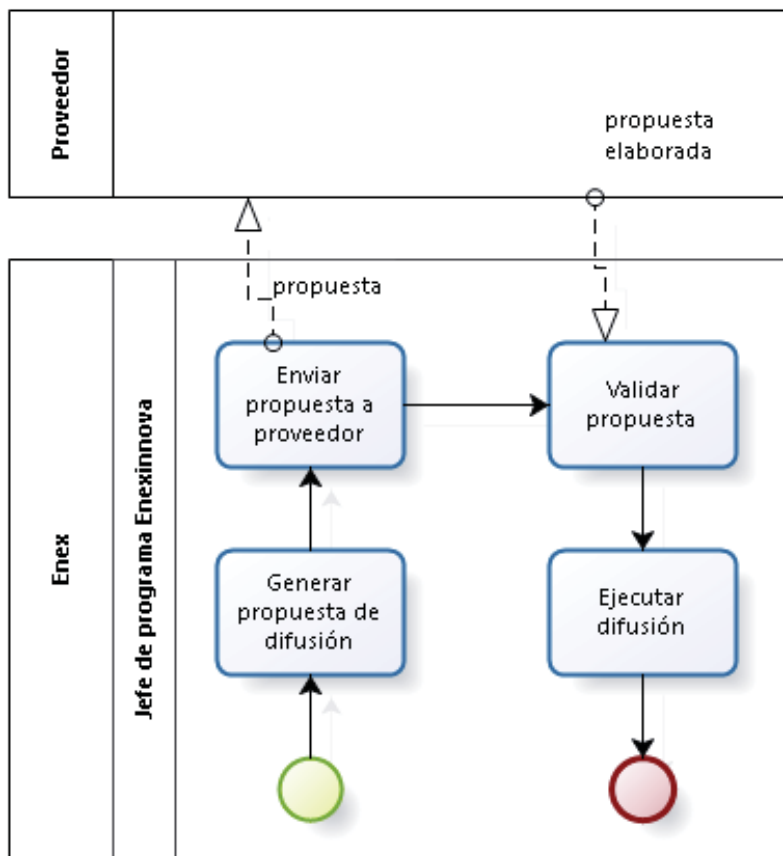 Proveedor
propuesta
elaborada
Enex
Jefe de programa Enexinnova
propuesta
Enviar
propuesta a
proveedor
Validar
propuesta
Generar
propuesta de
difusión
Ejecutar
difusión